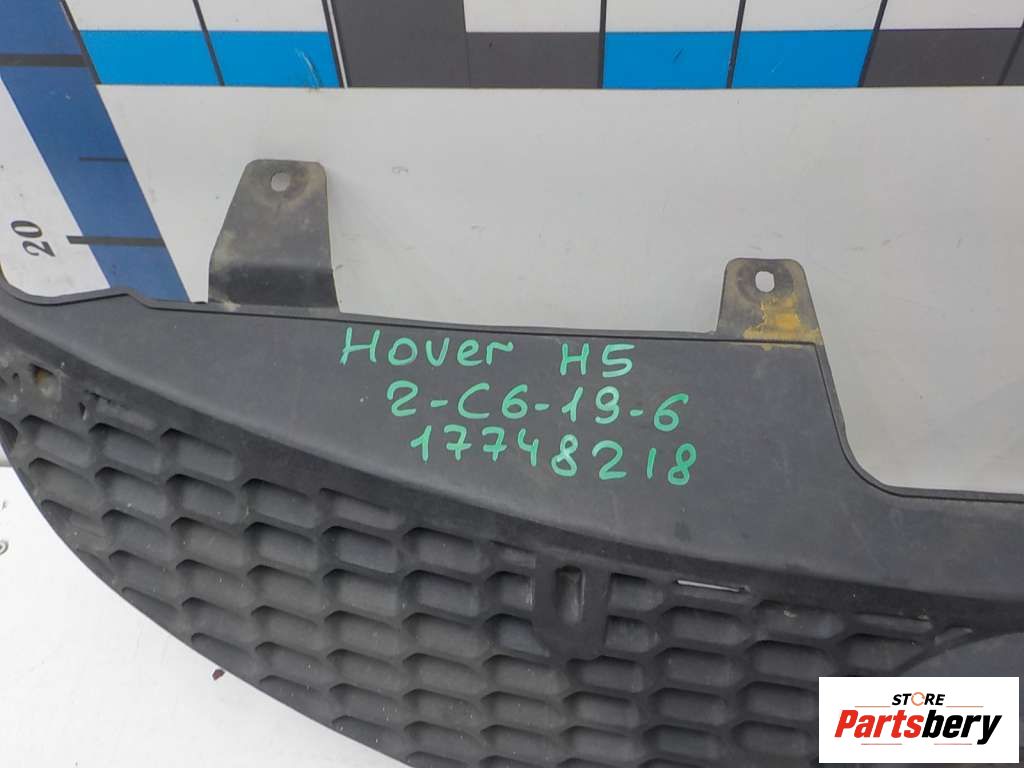 20
Hover H5
2-C6-19-6
17748218
STORE
Partsbery